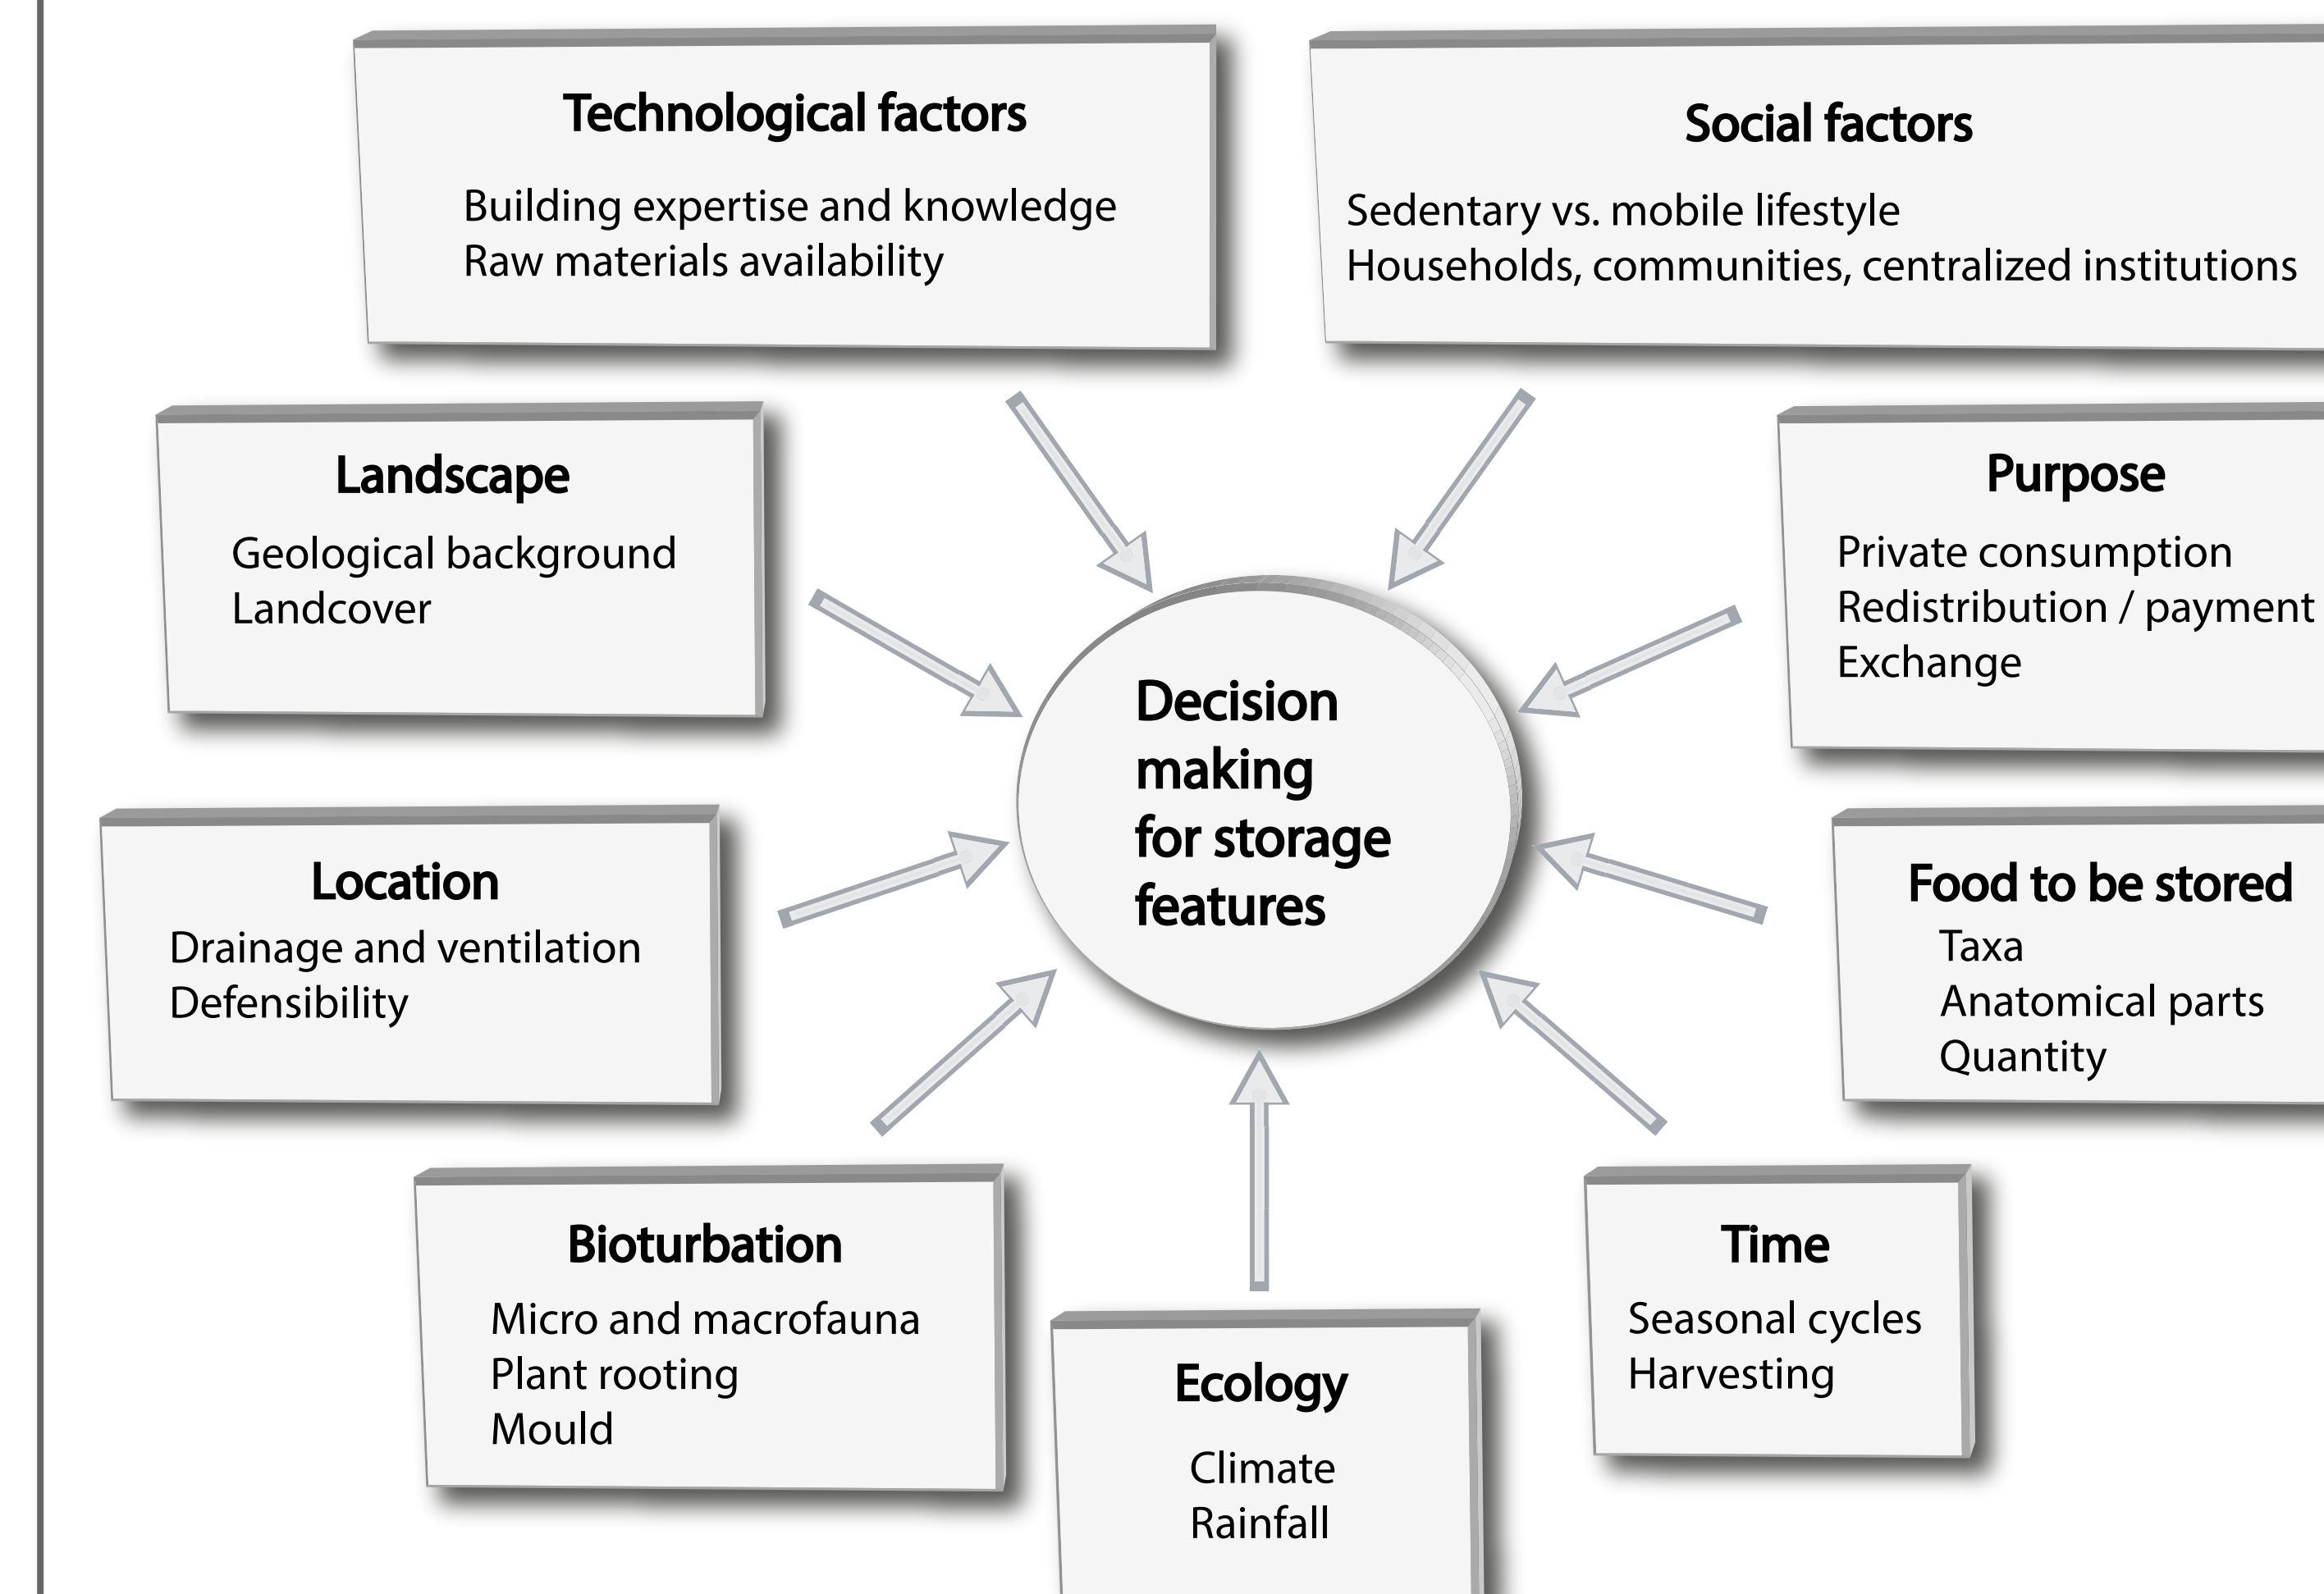 Technological factors
Building expertise and knowledge
Raw materials availability
Social factors
Sedentary vs. mobile lifestyle
Households, communities, centralized institutions
Landscape
Geological background
Landcover
Purpose
Private consumption
Redistribution / payment
Exchange
Decision
making
for storage
features
Location
Drainage and ventilation
Defensibility
Food to be stored
Taxa
Anatomical parts
Quantity
Bioturbation
Micro and macrofauna
Plant rooting
Mould
Ecology
Climate
Rainfall
Time
Seasonal cycles
Harvesting